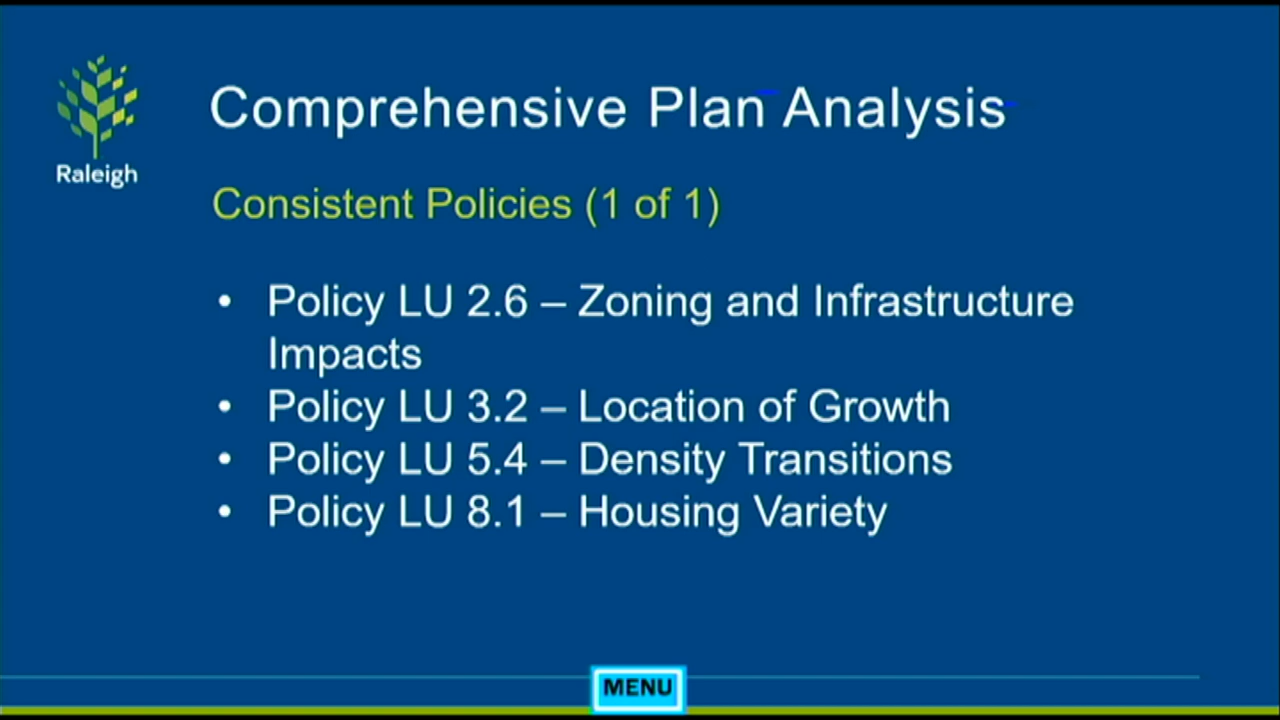 Comprehensive Plan Analysis
Raleigh
Consistent Policies (1 of 1)
• Policy LU 2.6 – Zoning and Infrastructure
Impacts
• Policy LU 3.2 – Location of Growth
• Policy LU 5.4 – Density Transitions
• Policy LU 8.1 – Housing Variety
MENU